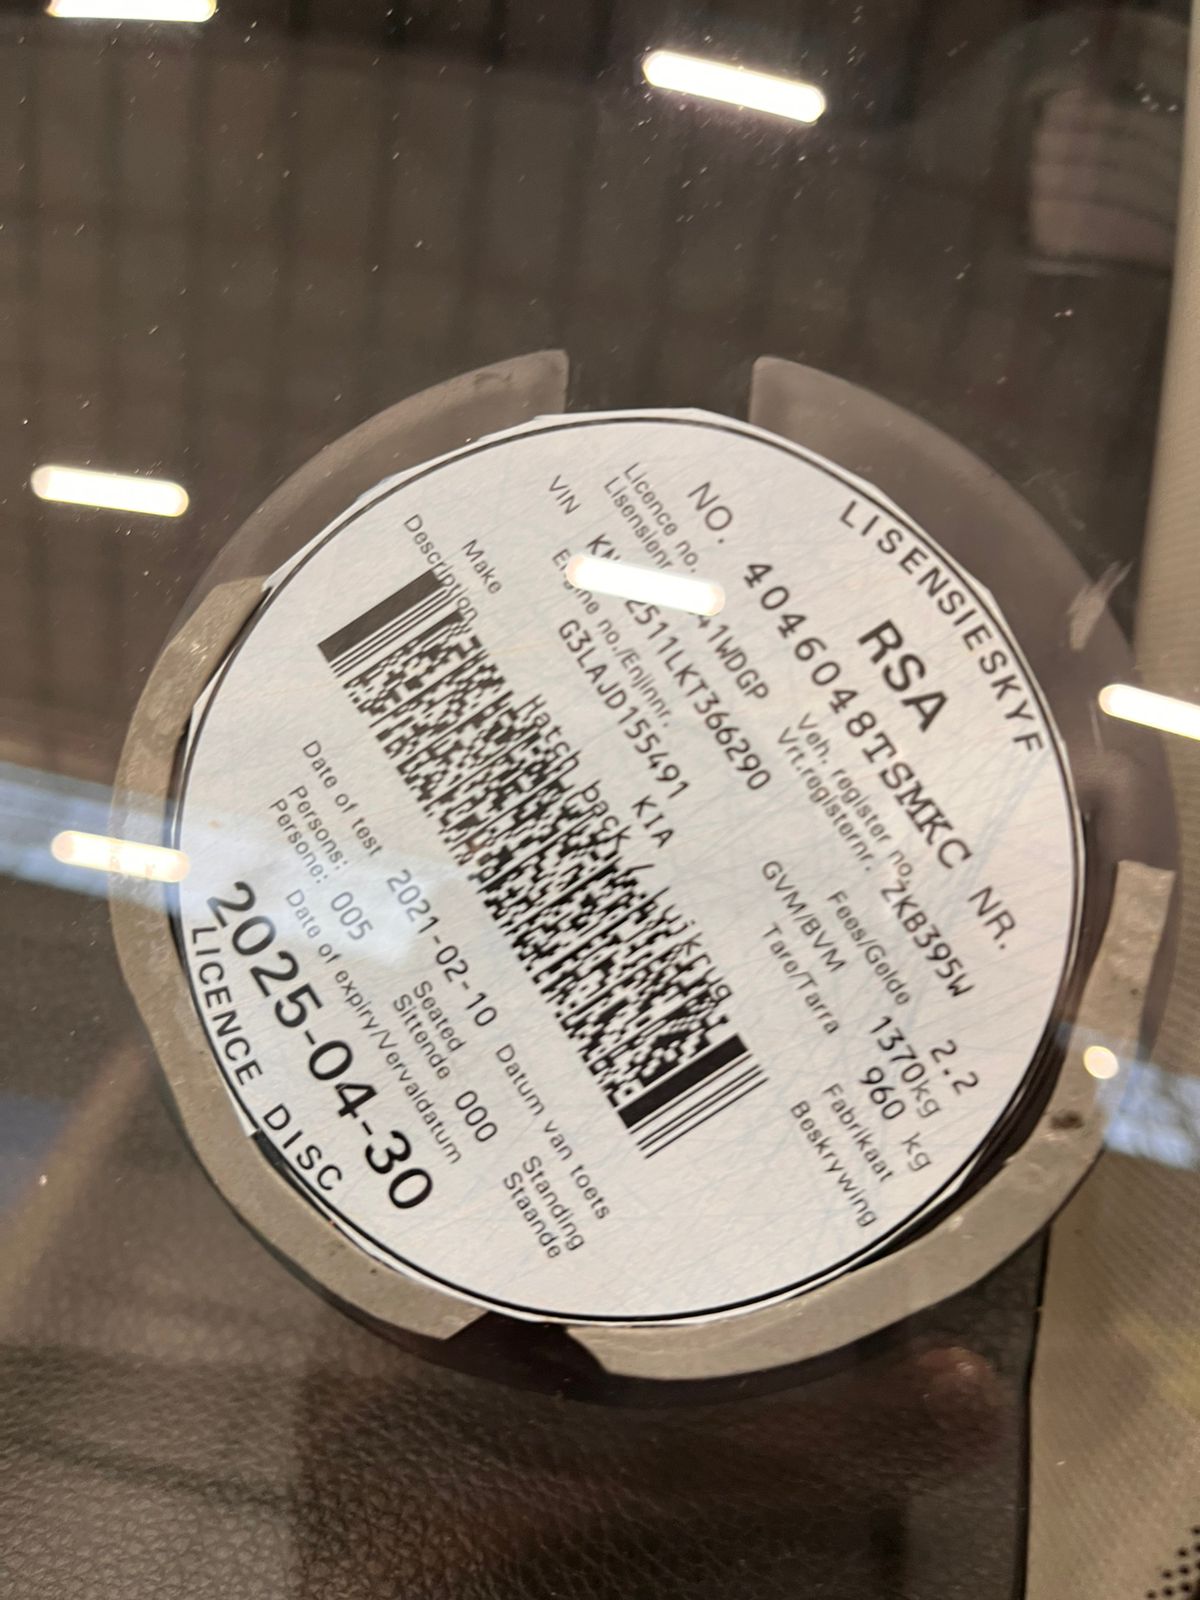 LISENSIESKYF
RSA
NO. 4046048TSMKC NR.
Licence no.
Lisensienr.
Veh. register no.
Vrt.registernr. ZKB395W
VIN
Fees/Gelde 2.2
Engine no./Enjinnr.
G3LAJD155491
GVM/BVM 1370kg
Tare/Tarra 960 kg
Make KIA Fabrikaat
Description Hatch back / Luikrug Beskrywing
Date of test 2021-02-10 Datum van toets
Persons:
Persone: 005
Seated
Sittende 000
Standing
Staande
Date of expiry/Vervaldatum
2025-04-30
LICENCE DISC